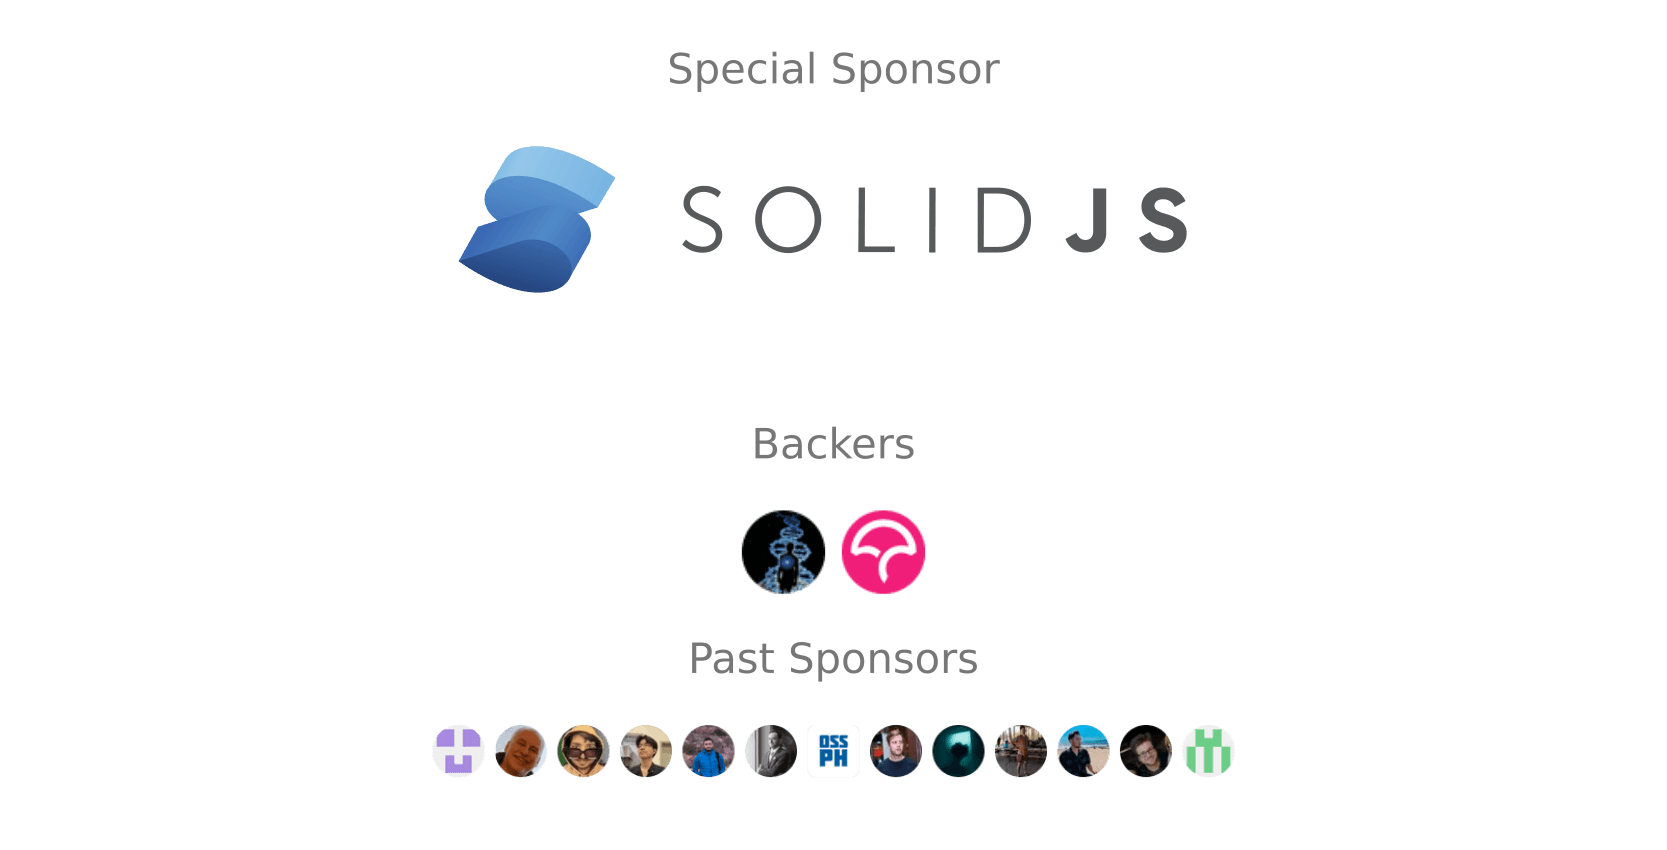 Special Sponsor
SOLIDJS
Backers
Past Sponsors
OSS
PH